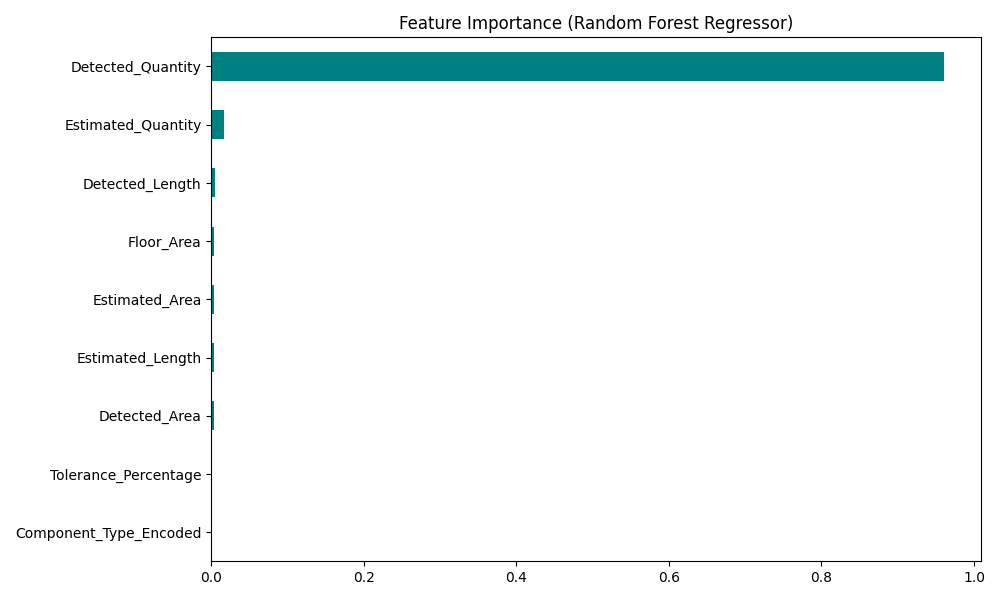 Feature Importance (Random Forest Regressor)
Detected_Quantity
Estimated_Quantity
Detected_Length
Floor_Area
Estimated_Area
Estimated_Length
Detected_Area
Tolerance_Percentage
Component_Type_Encoded
0.0 0.2 0.4 0.6 0.8 1.0